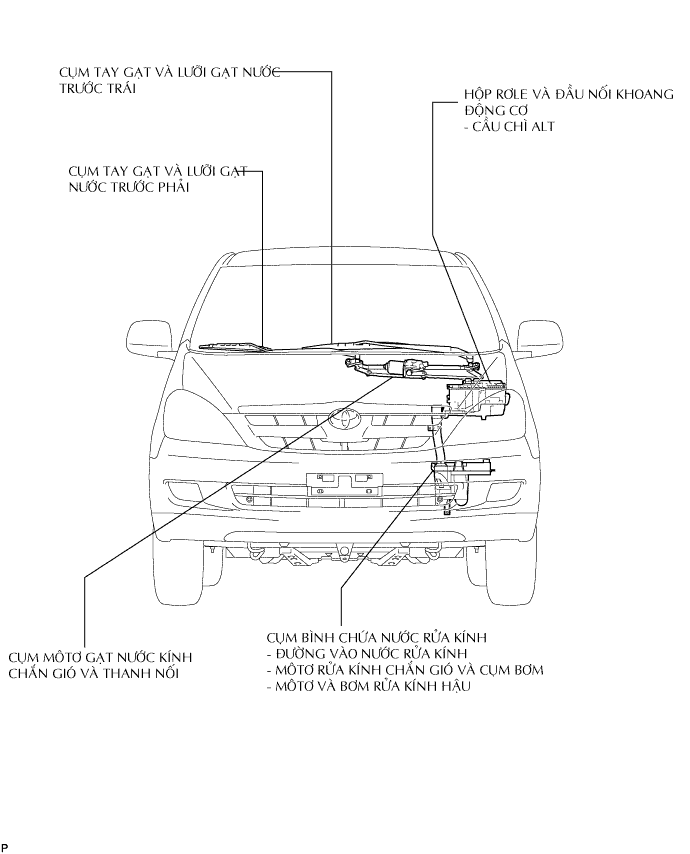 CỤM TAY GẠT VÀ LƯỠI GẠT NƯỚC
TRƯỚC TRÁI
HỘP RƠLE VÀ ĐẦU NỐI KHOANG
ĐỘNG CƠ
- CẦU CHÌ ALT
CỤM TAY GẠT VÀ LƯỠI GẠT
NƯỚC TRƯỚC PHẢI
CỤM MÔTƠ GẠT NƯỚC KÍNH
CHẮN GIÓ VÀ THANH NỐI
CỤM BÌNH CHỨA NƯỚC RỬA KÍNH
- ĐƯỜNG VÀO NƯỚC RỬA KÍNH
- MÔTƠ RỬA KÍNH CHẮN GIÓ VÀ CỤM BƠM
- MÔTƠ VÀ BƠM RỬA KÍNH HẬU
P